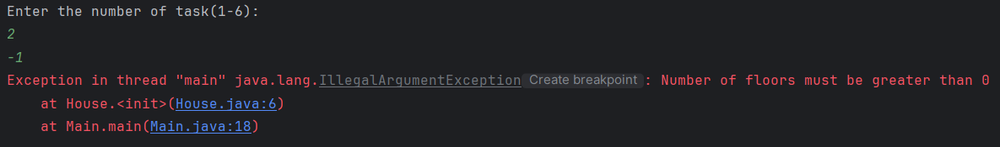 Enter the number of task(1-6):
2
-1
Exception in thread "main" java.lang.IllegalArgumentException Create breakpoint : Number of floors must be greater than 0
    at House.<init>(House.java:6)
    at Main.main(Main.java:18)